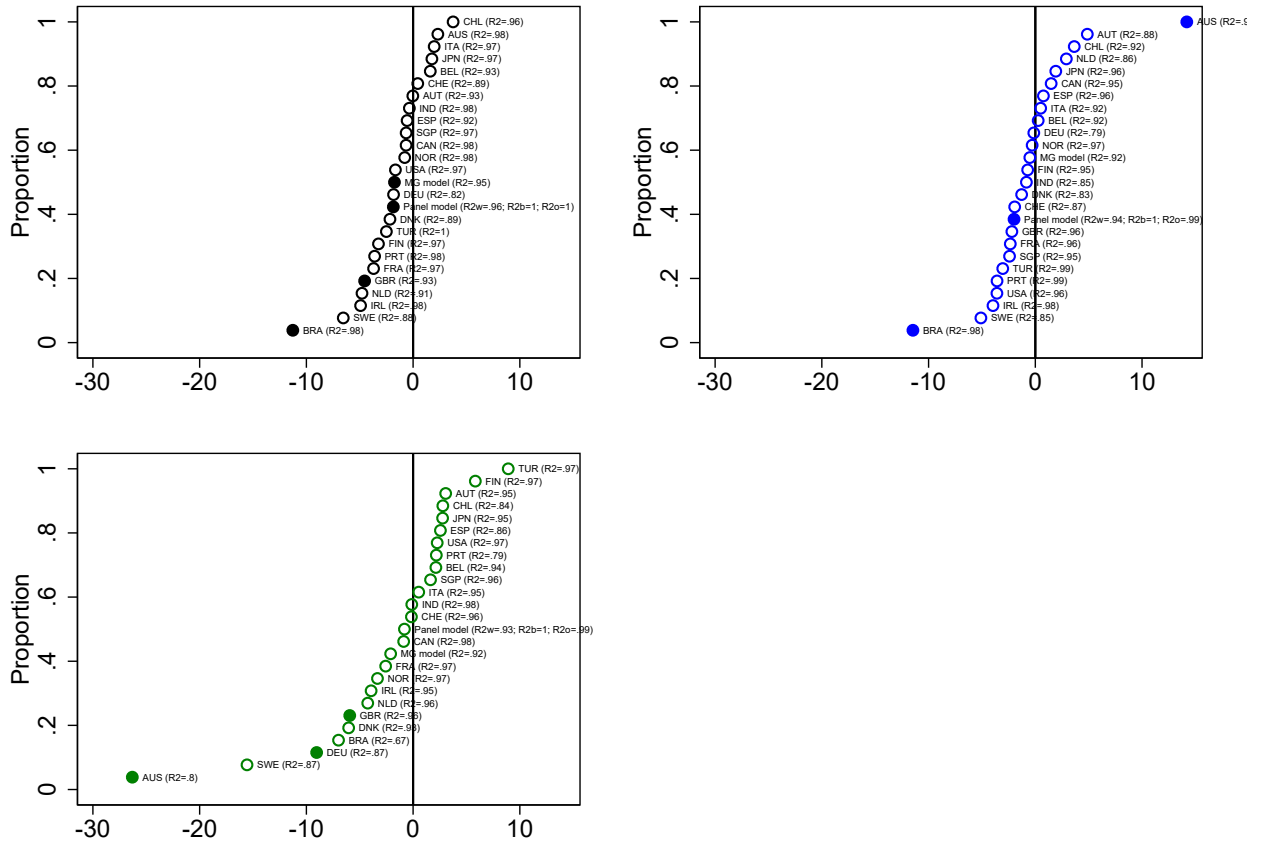 Proportion
1
.8
.6
.4
.2
0
CHL (R2=.96)
AUS (R2=.98)
ITA (R2=.97)
JPN (R2=.97)
BEL (R2=.93)
CHE (R2=.89)
AUT (R2=.93)
IND (R2=.98)
ESP (R2=.92)
SGP (R2=.97)
CAN (R2=.98)
NOR (R2=.98)
USA (R2=.97)
MG model (R2=.95)
DEU (R2=.82)
Panel model (R2w=.96; R2b=1; R2o=1)
DNK (R2=.89)
TUR (R2=1)
FIN (R2=.97)
PRT (R2=.98)
FRA (R2=.97)
GBR (R2=.93)
NLD (R2=.91)
IRL (R2=.98)
SWE (R2=.88)
BRA (R2=.98)
-30 -20 -10 0 10
Proportion
1
.8
.6
.4
.2
0
AUS (R2=.9
AUT (R2=.88)
CHL (R2=.92)
NLD (R2=.86)
JPN (R2=.96)
CAN (R2=.95)
ESP (R2=.96)
ITA (R2=.92)
BEL (R2=.92)
DEU (R2=.79)
NOR (R2=.97)
MG model (R2=.92)
FIN (R2=.95)
IND (R2=.85)
DNK (R2=.83)
CHE (R2=.87)
Panel model (R2w=.94; R2b=1; R2o=.99)
GBR (R2=.96)
FRA (R2=.96)
SGP (R2=.95)
TUR (R2=.99)
PRT (R2=.99)
USA (R2=.96)
IRL (R2=.98)
SWE (R2=.85)
BRA (R2=.98)
-30 -20 -10 0 10
Proportion
1
.8
.6
.4
.2
0
TUR (R2=.97)
FIN (R2=.97)
AUT (R2=.95)
CHL (R2=.84)
JPN (R2=.95)
ESP (R2=.86)
USA (R2=.97)
PRT (R2=.79)
BEL (R2=.94)
SGP (R2=.96)
ITA (R2=.95)
IND (R2=.98)
CHE (R2=.96)
Panel model (R2w=.93; R2b=1; R2o=.99)
CAN (R2=.98)
MG model (R2=.92)
FRA (R2=.97)
NOR (R2=.97)
IRL (R2=.95)
NLD (R2=.96)
GBR (R2=.96)
DNK (R2=.93)
BRA (R2=.67)
DEU (R2=.87)
SWE (R2=.87)
AUS (R2=.8)
-30 -20 -10 0 10